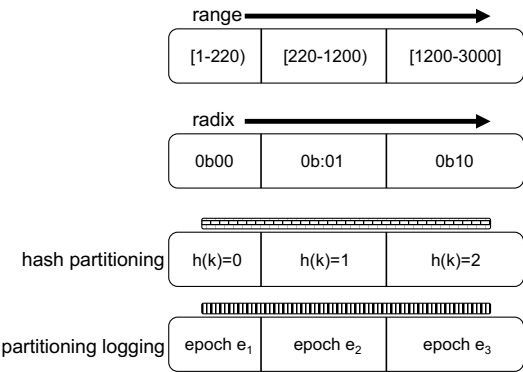 range
[1-220) [220-1200) [1200-3000]
radix
0b00 0b:01 0b10
hash partitioning h(k)=0 h(k)=1 h(k)=2
partitioning logging epoch e₁ epoch e₂ epoch e₃